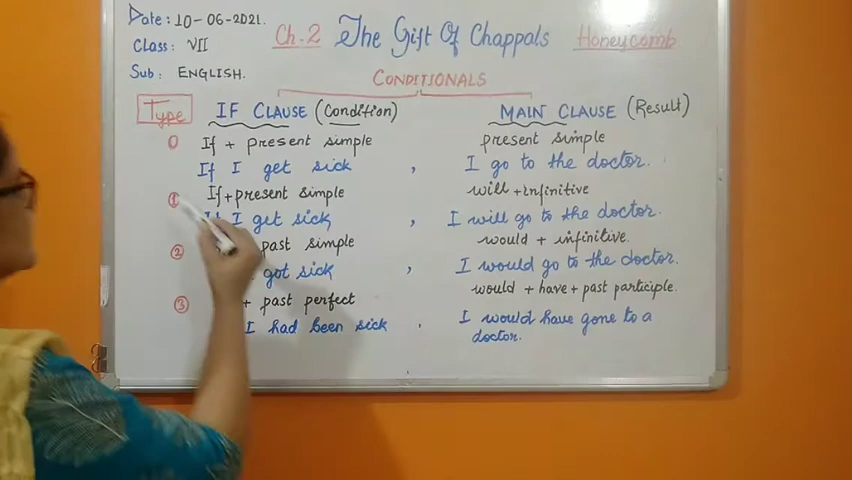 Date: 10-06-2021.
Class: VII
Sub: ENGLISH.
Ch.2 The Gift Of Chappals Honeycomb
CONDITIONALS
Type IF CLAUSE (Condition) MAIN CLAUSE (Result)
0 If + present simple present simple
If I get sick , I go to the doctor.
1 If + present simple will + infinitive
If I get sick, , I will go to the doctor.
2 past simple would + infinitive.
got sick , I would go to the doctor.
3 + past perfect would + have + past participle.
I had been sick , I would have gone to a
doctor.